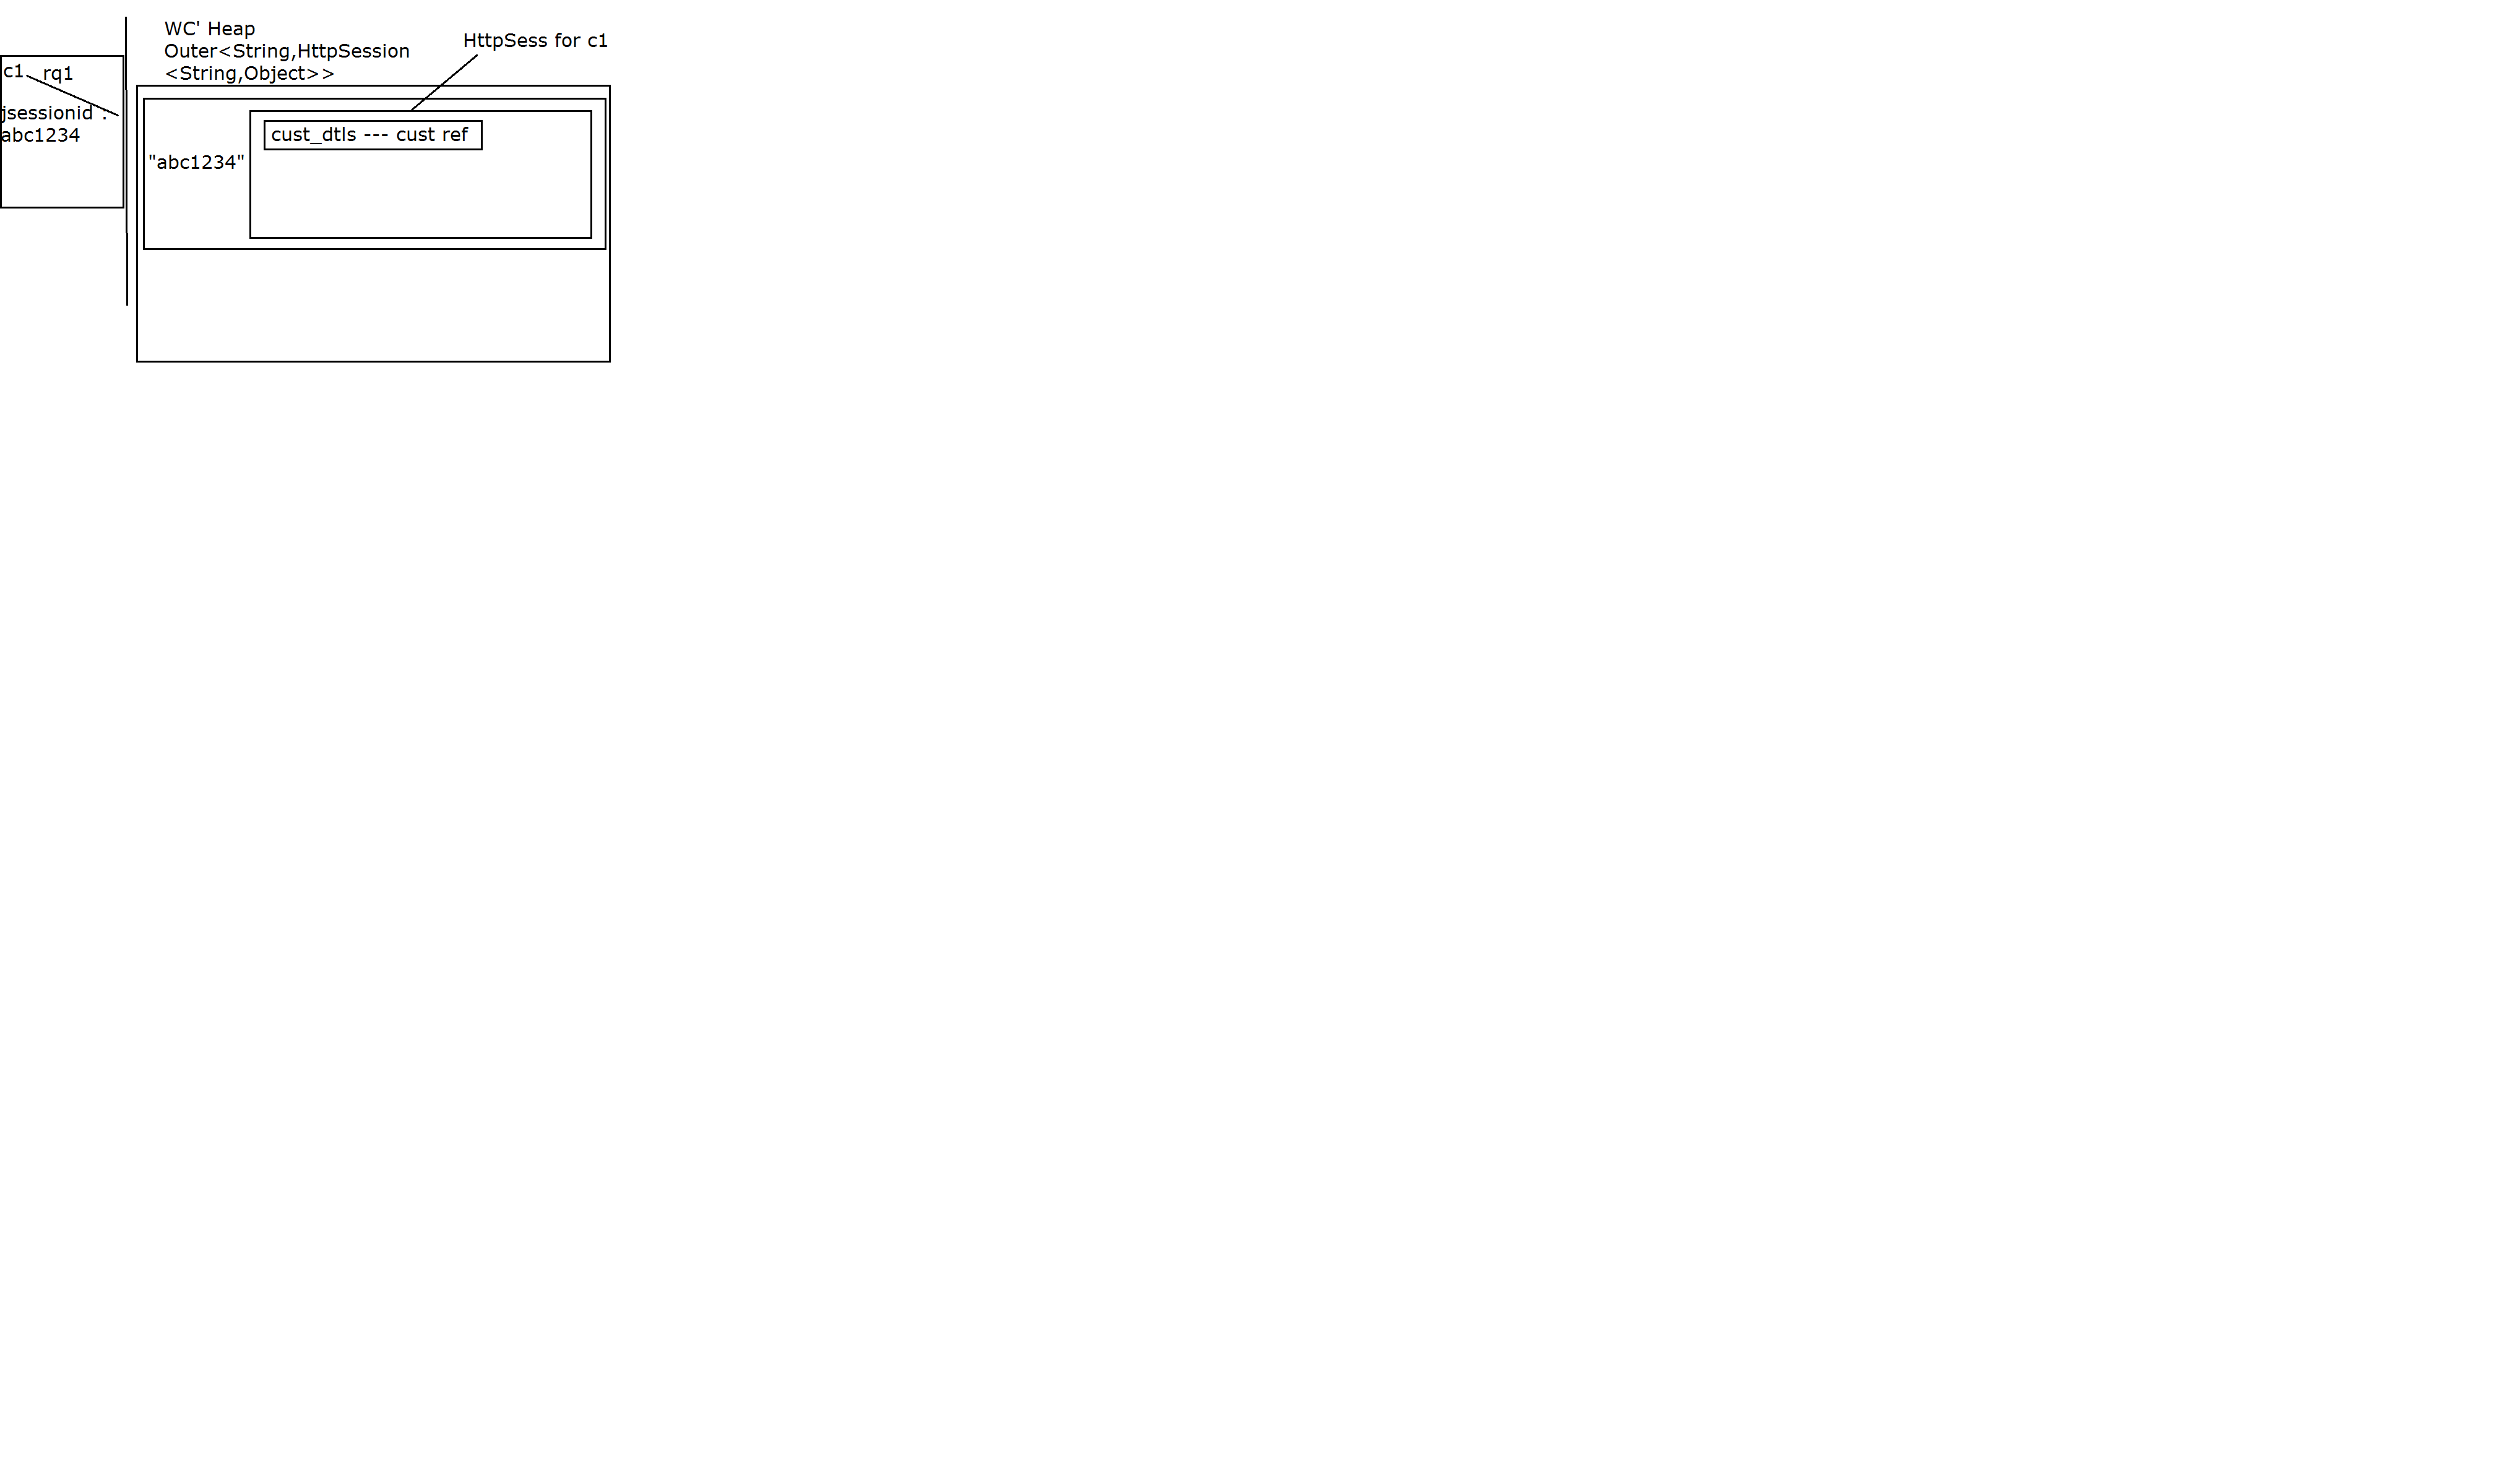 WC' Heap
Outer<String,HttpSession
<String,Object>>
HttpSess for c1
c1 rq1
jsessionid :
abc1234
cust_dtls --- cust ref
"abc1234"